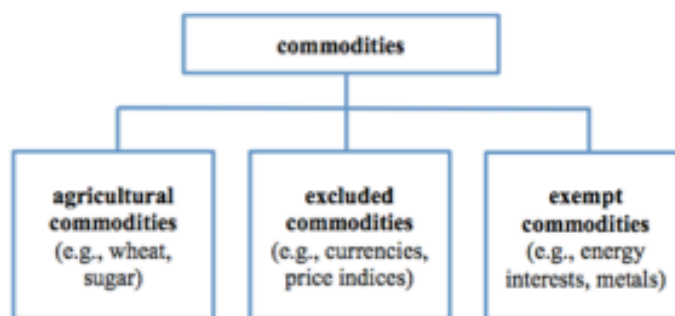 commodities
agricultural
commodities
(e.g., wheat,
sugar)
excluded
commodities
(e.g., currencies,
price indices)
exempt
commodities
(e.g., energy
interests, metals)